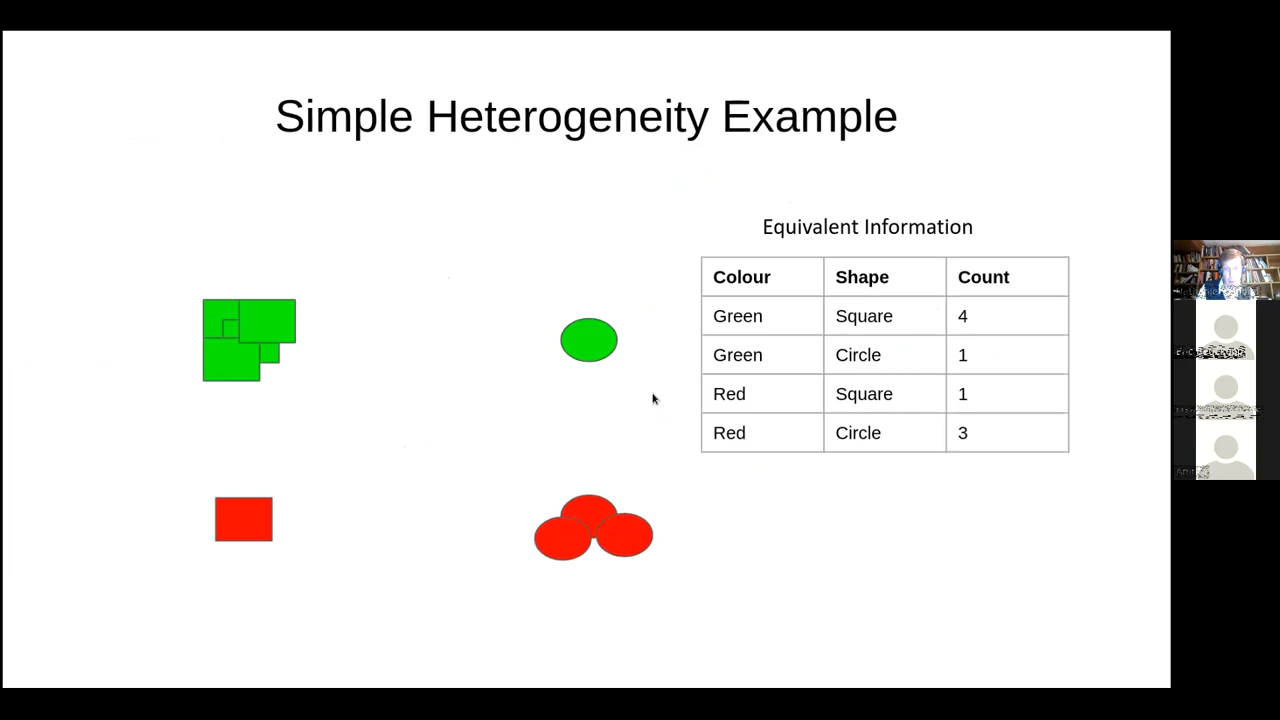 Simple Heterogeneity Example
Equivalent Information
Colour Shape Count
Green Square 4
Green Circle 1
Red Square 1
Red Circle 3